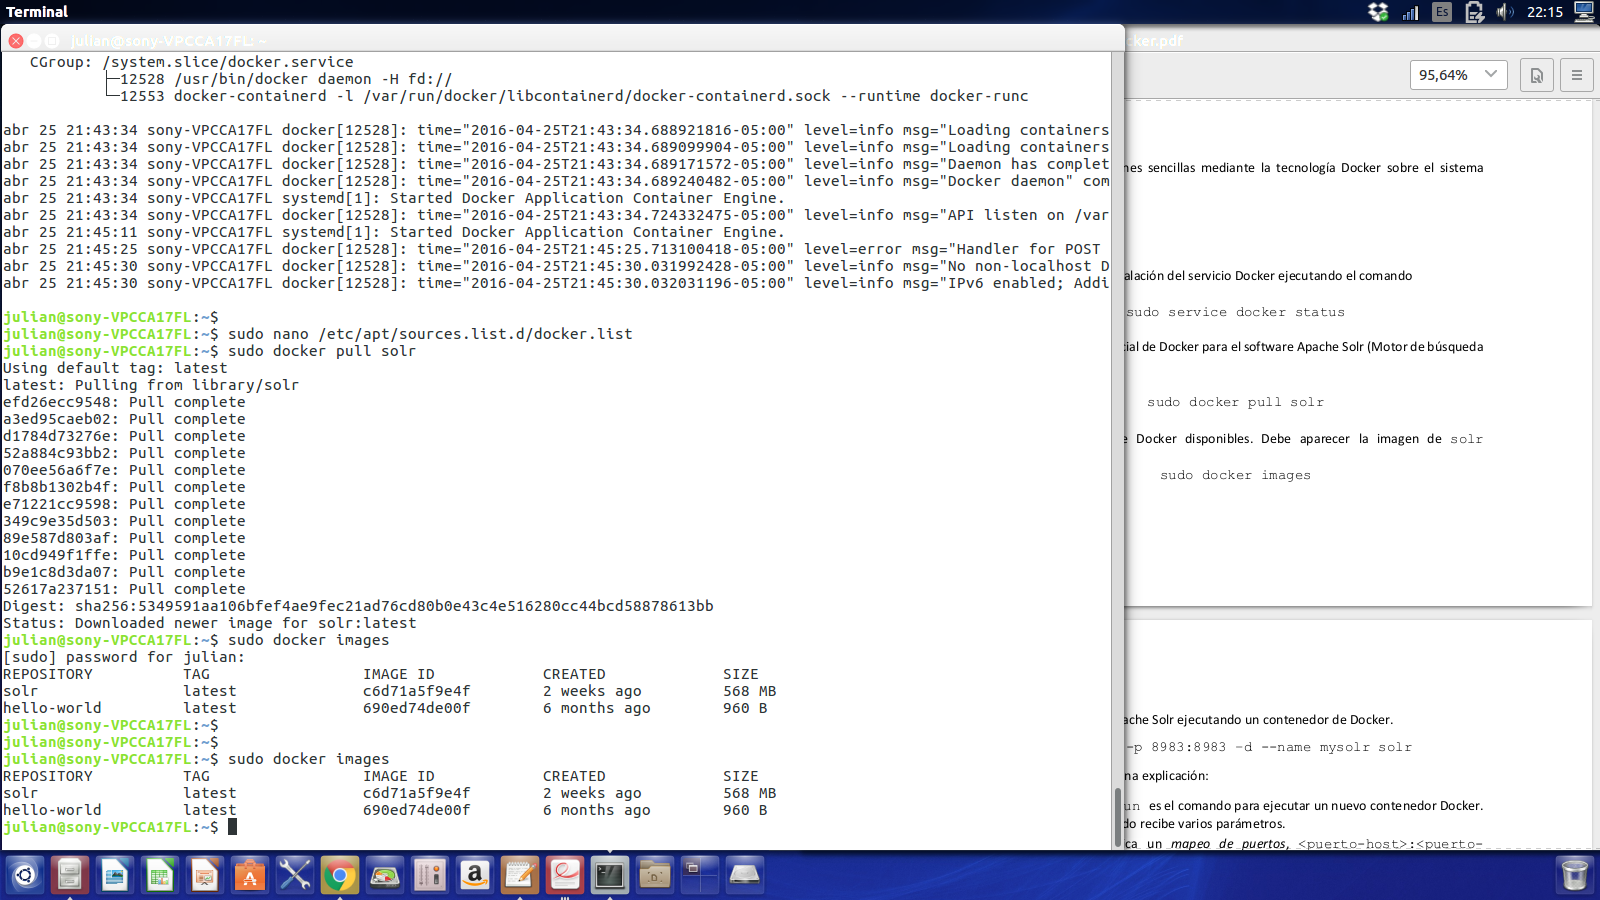 Terminal
Es
22:15
julian@sony-VPCCA17FL: ~
CGroup: /system.slice/docker.service
├─12528 /usr/bin/docker daemon -H fd://
└─12553 docker-containerd -l /var/run/docker/libcontainerd/docker-containerd.sock --runtime docker-runc
abr 25 21:43:34 sony-VPCCA17FL docker[12528]: time="2016-04-25T21:43:34.688921816-05:00" level=info msg="Loading containers
abr 25 21:43:34 sony-VPCCA17FL docker[12528]: time="2016-04-25T21:43:34.689099904-05:00" level=info msg="Loading containers
abr 25 21:43:34 sony-VPCCA17FL docker[12528]: time="2016-04-25T21:43:34.689171572-05:00" level=info msg="Daemon has complet
abr 25 21:43:34 sony-VPCCA17FL docker[12528]: time="2016-04-25T21:43:34.689240482-05:00" level=info msg="Docker daemon" com
abr 25 21:43:34 sony-VPCCA17FL systemd[1]: Started Docker Application Container Engine.
abr 25 21:43:34 sony-VPCCA17FL docker[12528]: time="2016-04-25T21:43:34.724332475-05:00" level=info msg="API listen on /var
abr 25 21:45:11 sony-VPCCA17FL systemd[1]: Started Docker Application Container Engine.
abr 25 21:45:25 sony-VPCCA17FL docker[12528]: time="2016-04-25T21:45:25.713100418-05:00" level=error msg="Handler for POST
abr 25 21:45:30 sony-VPCCA17FL docker[12528]: time="2016-04-25T21:45:30.031992428-05:00" level=info msg="No non-localhost D
abr 25 21:45:30 sony-VPCCA17FL docker[12528]: time="2016-04-25T21:45:30.032031196-05:00" level=info msg="IPv6 enabled; Addi
julian@sony-VPCCA17FL:~$
julian@sony-VPCCA17FL:~$ sudo nano /etc/apt/sources.list.d/docker.list
julian@sony-VPCCA17FL:~$ sudo docker pull solr
Using default tag: latest
latest: Pulling from library/solr
efd26ecc9548: Pull complete
a3ed95caeb02: Pull complete
d1784d73276e: Pull complete
52a884c93bb2: Pull complete
070ee56a6f7e: Pull complete
f8b8b1302b4f: Pull complete
e71221cc9598: Pull complete
349c9e35d503: Pull complete
89e587d803af: Pull complete
10cd949f1ffe: Pull complete
b9e1c8d3da07: Pull complete
52617a237151: Pull complete
Digest: sha256:5349591aa106bfef4ae9fec21ad76cd80b0e43c4e516280cc44bcd58878613bb
Status: Downloaded newer image for solr:latest
julian@sony-VPCCA17FL:~$ sudo docker images
[sudo] password for julian:
REPOSITORY TAG IMAGE ID CREATED SIZE
solr latest c6d71a5f9e4f 2 weeks ago 568 MB
hello-world latest 690ed74de00f 6 months ago 960 B
julian@sony-VPCCA17FL:~$
julian@sony-VPCCA17FL:~$
julian@sony-VPCCA17FL:~$ sudo docker images
REPOSITORY TAG IMAGE ID CREATED SIZE
solr latest c6d71a5f9e4f 2 weeks ago 568 MB
hello-world latest 690ed74de00f 6 months ago 960 B
julian@sony-VPCCA17FL:~$
cker.pdf
95,64%
nes sencillas mediante la tecnología Docker sobre el sistema
alación del servicio Docker ejecutando el comando
sudo service docker status
cial de Docker para el software Apache Solr (Motor de búsqueda
sudo docker pull solr
e Docker disponibles. Debe aparecer la imagen de solr
sudo docker images
ache Solr ejecutando un contenedor de Docker.
-p 8983:8983 -d --name mysolr solr
na explicación:
un es el comando para ejecutar un nuevo contenedor Docker.
do recibe varios parámetros.
ca un mapeo de puertos, <puerto-host>:<puerto-